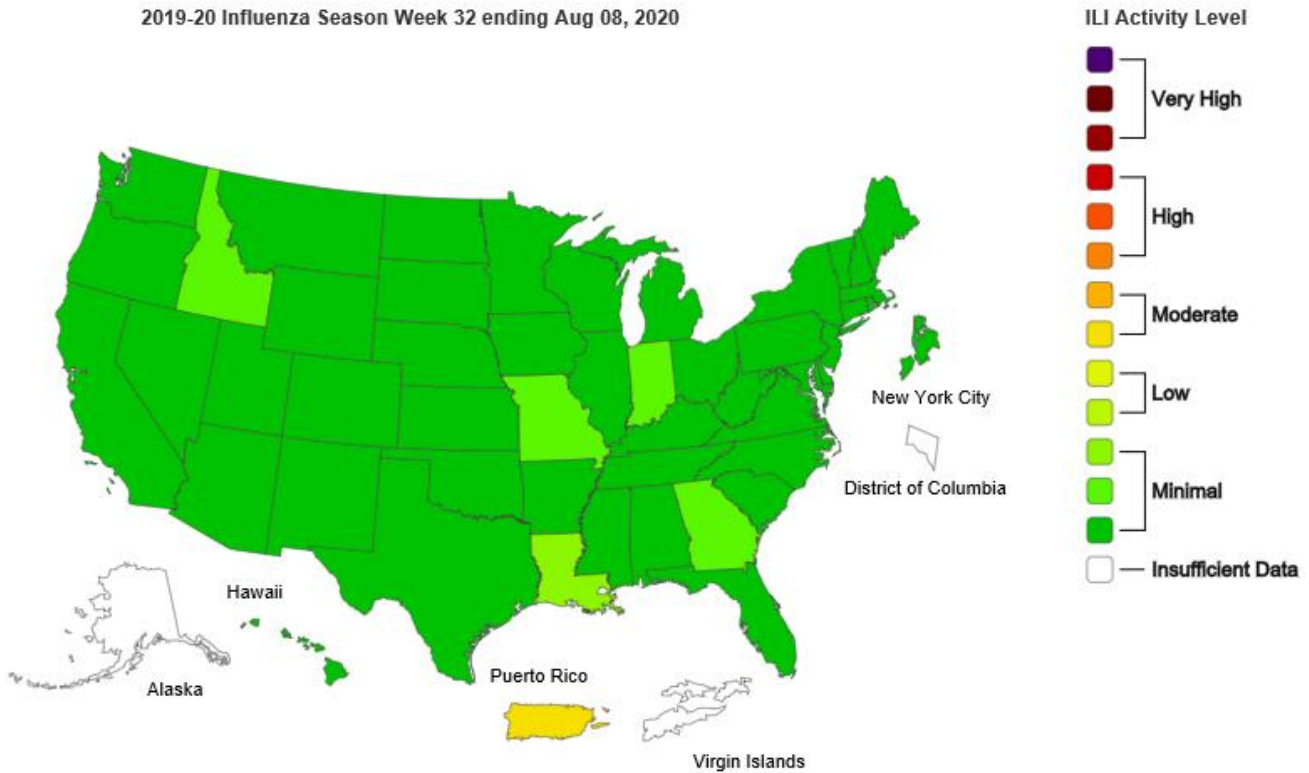 2019-20 Influenza Season Week 32 ending Aug 08, 2020
ILI Activity Level
Very High
High
Moderate
Low
Minimal
Insufficient Data
New York City
District of Columbia
Hawaii
Alaska
Puerto Rico
Virgin Islands